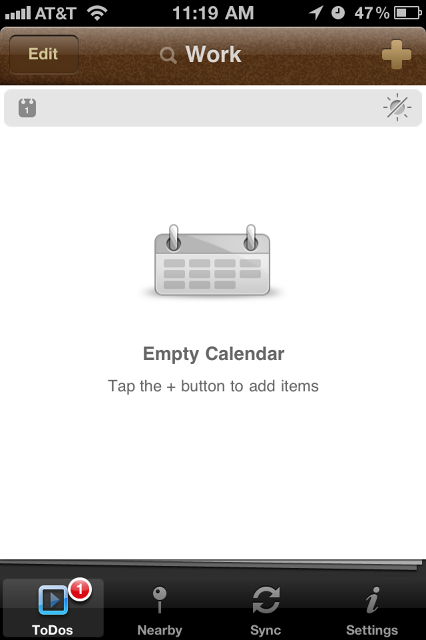 AT&T 11:19 AM 47%
Edit Work
1
Empty Calendar
Tap the + button to add items
1
ToDos Nearby Sync Settings